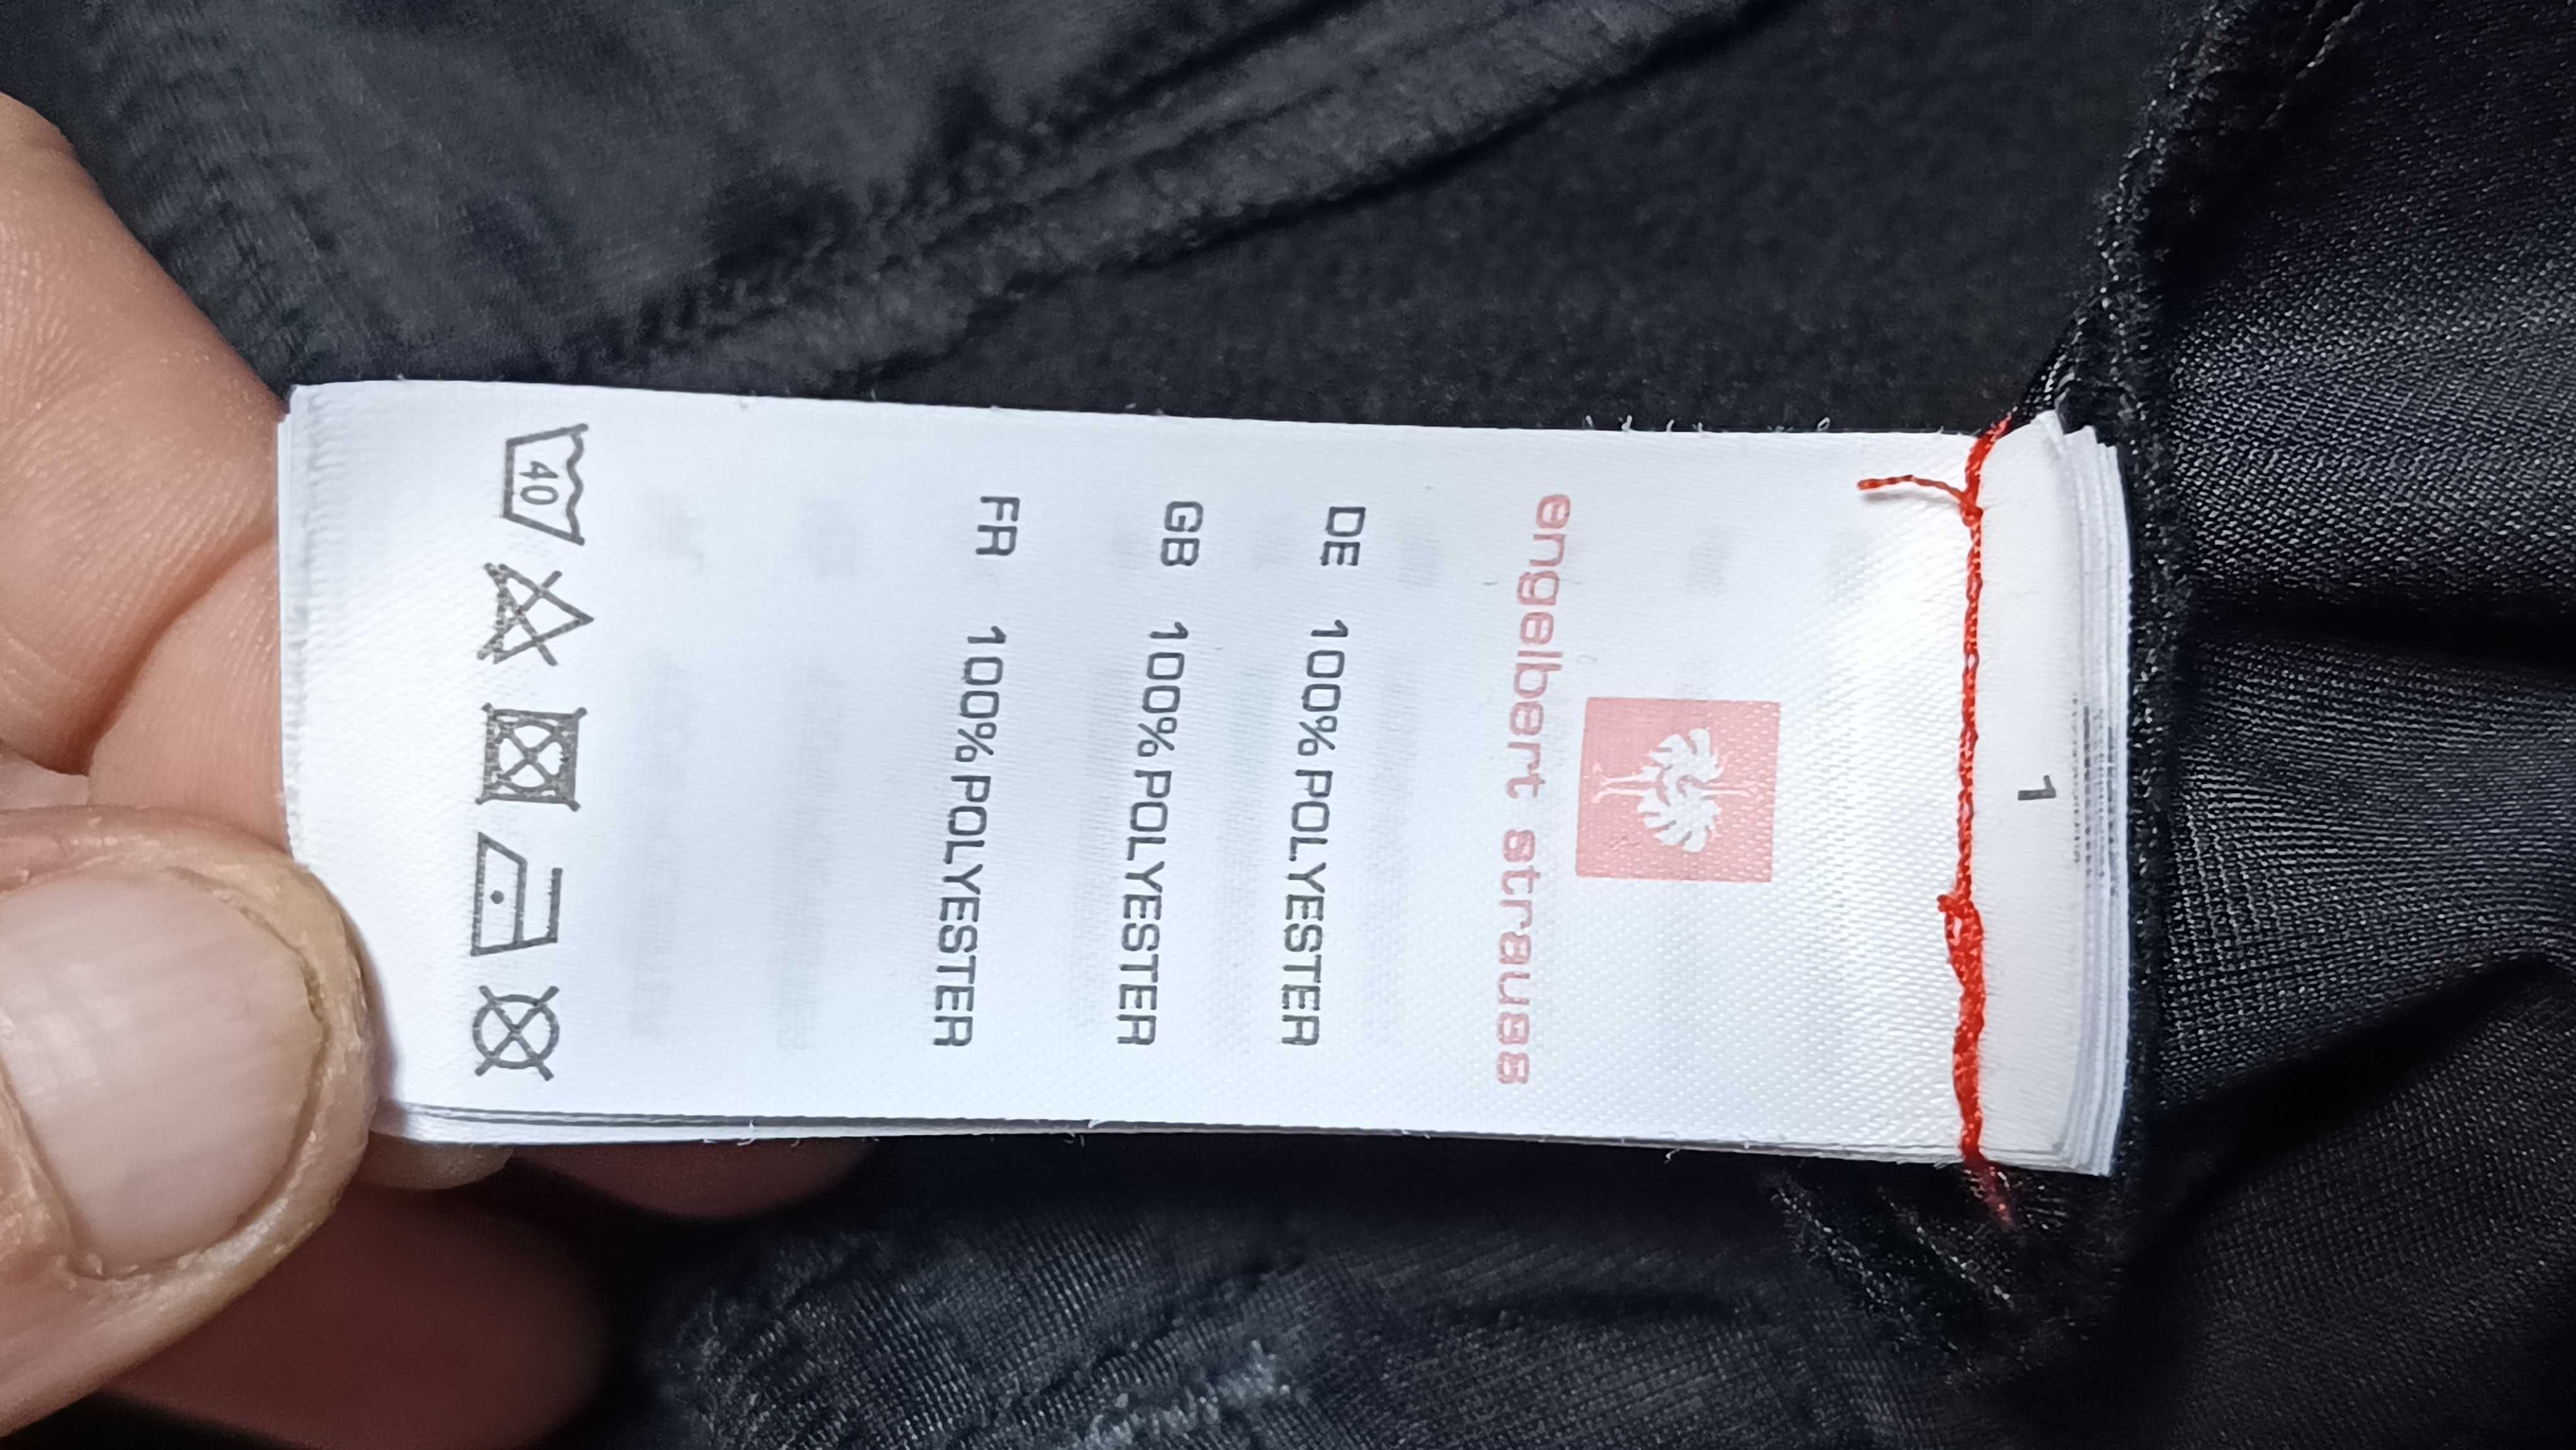 1
engelbert strauss
DE 100% POLYESTER
GB 100% POLYESTER
FR 100% POLYESTER
40